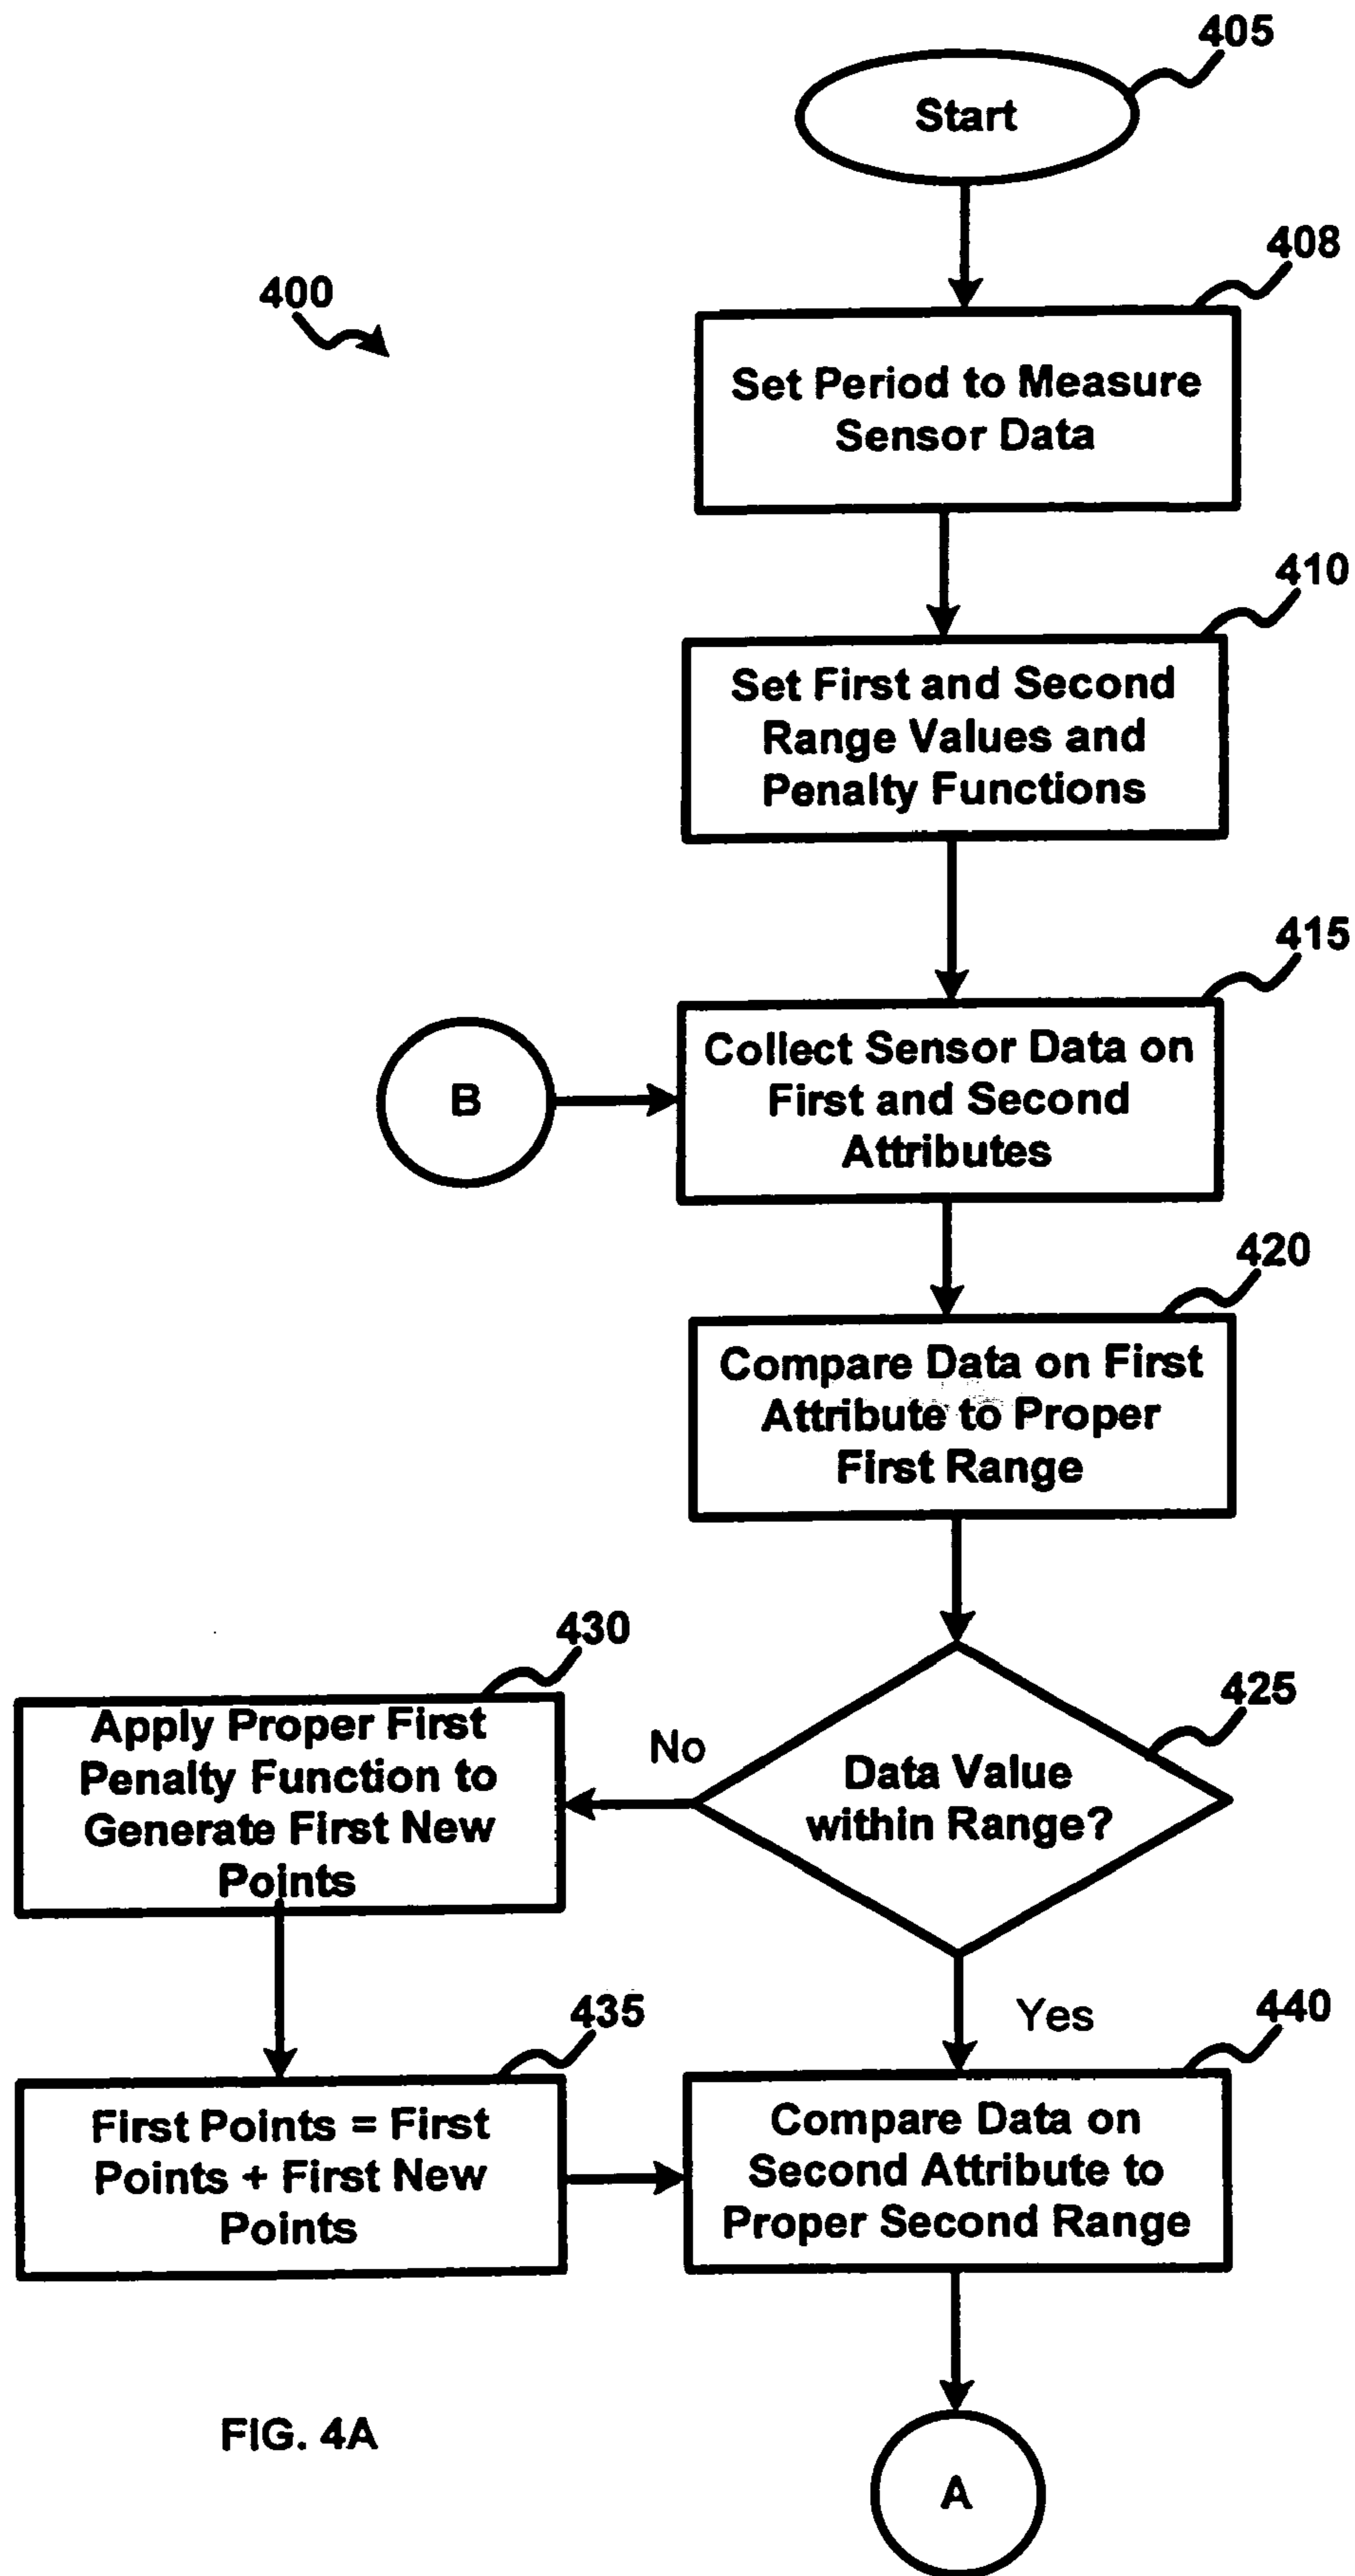 405
Start
408
400
Set Period to Measure
Sensor Data
410
Set First and Second
Range Values and
Penalty Functions
415
Collect Sensor Data on
First and Second
Attributes
B
420
Compare Data on First
Attribute to Proper
First Range
430
425
Apply Proper First
Penalty Function to
Generate First New
Points
No
Data Value
within Range?
Yes
435
440
First Points = First
Points + First New
Points
Compare Data on
Second Attribute to
Proper Second Range
FIG. 4A
A